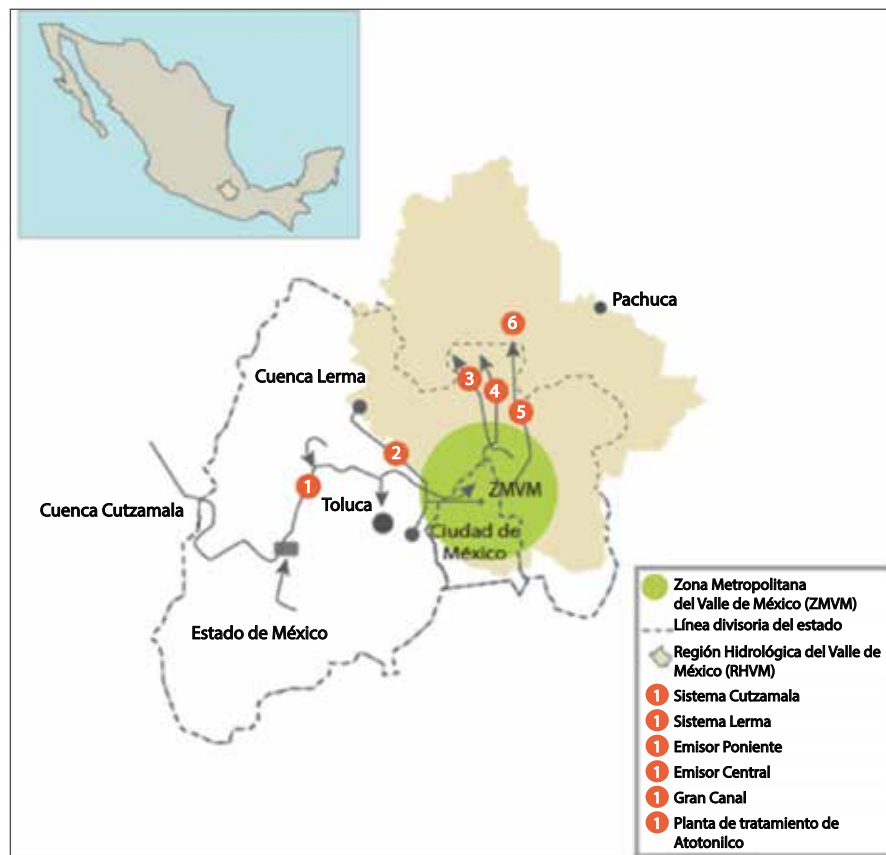 6
Pachuca
3
4
Cuenca Lerma
5
2
1
ZMVM
Toluca
Cuenca Cutzamala
Ciudad de
México
Estado de México
Zona Metropolitana
del Valle de México (ZMVM)
Línea divisoria del estado
Región Hidrológica del Valle de
México (RHVM)
1 Sistema Cutzamala
1 Sistema Lerma
1 Emisor Poniente
1 Emisor Central
1 Gran Canal
1 Planta de tratamiento de
Atotonilco